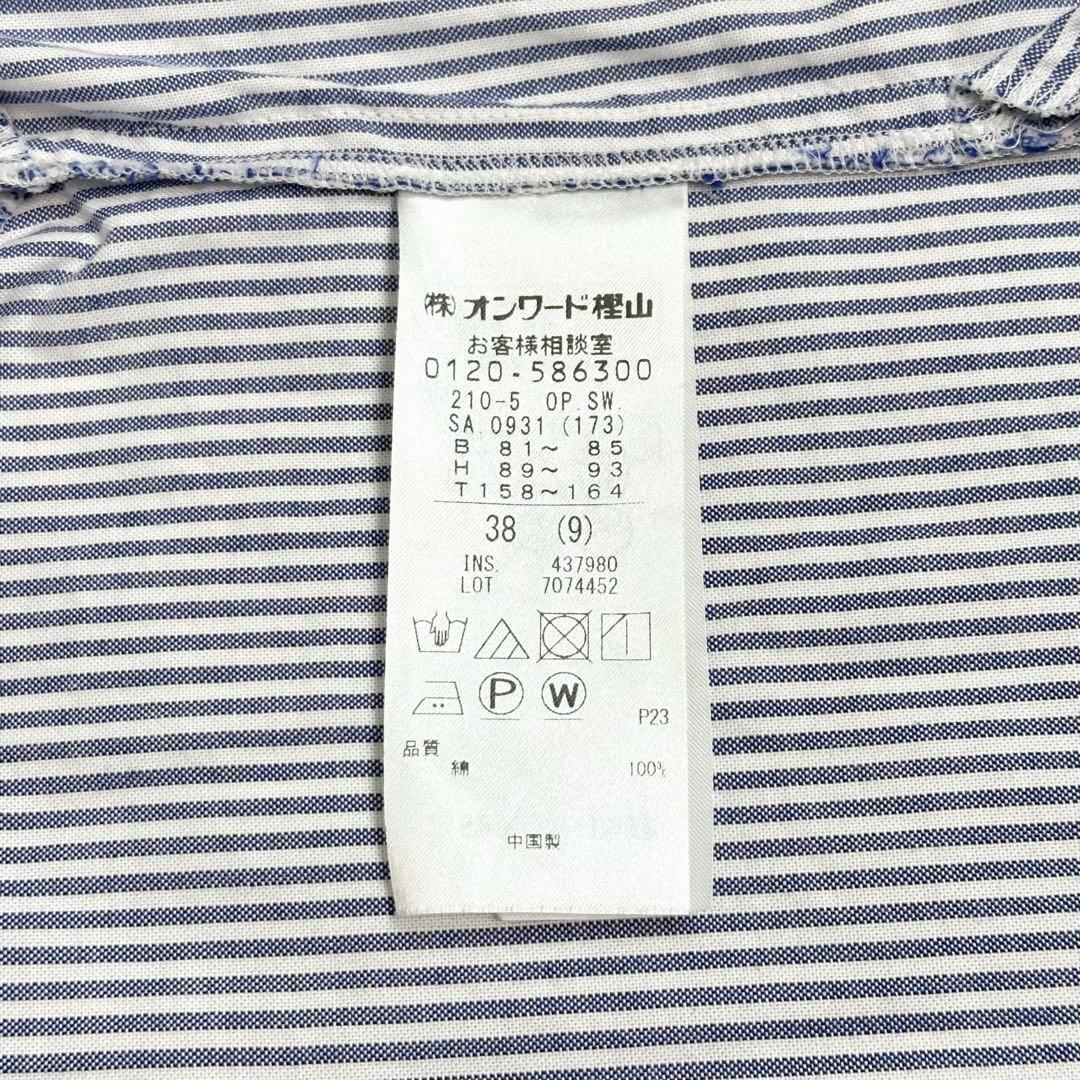 (株)オンワード樫山
お客様相談室
0120-586300
210-5 OP.SW.
SA.0931(173)
B 81〜 85
H 89〜 93
T158〜164
38 (9)
INS. 437980
LOT 7074452
P W
P23
品質
綿 100%
中国製